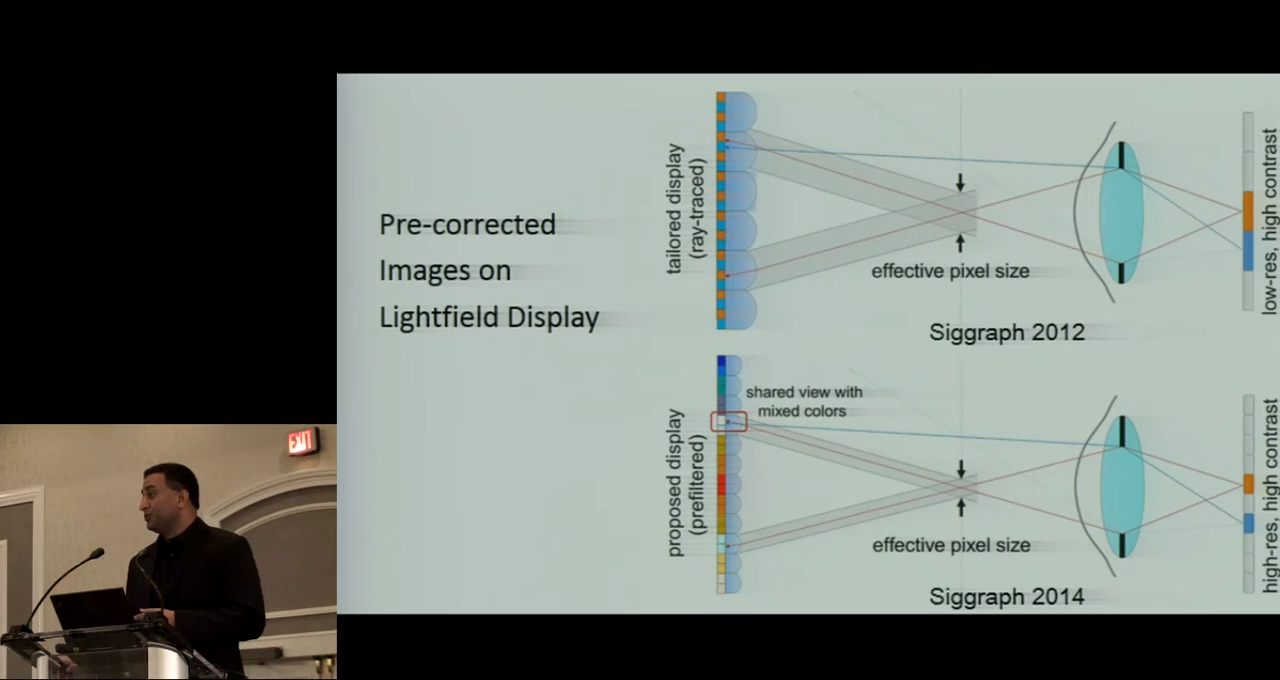 Pre-corrected
Images on
Lightfield Display
tailored display
(ray-traced)
effective pixel size
low-res, high contrast
Siggraph 2012
shared view with
mixed colors
proposed display
(prefiltered)
effective pixel size
high-res, high contrast
Siggraph 2014
EXIT